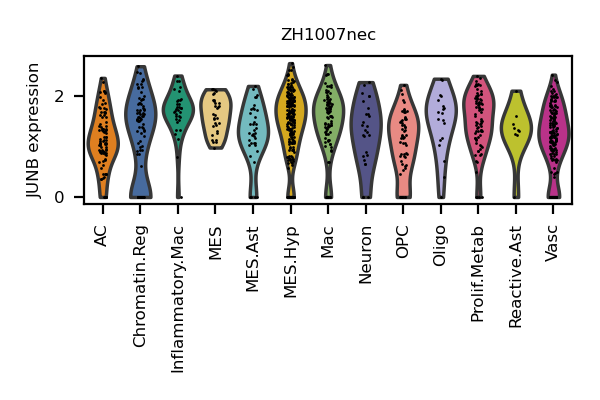 ZH1007nec
JUNB expression
2
0
AC
Chromatin.Reg
Inflammatory.Mac
MES
MES.Ast
MES.Hyp
Mac
Neuron
OPC
Oligo
Prolif.Metab
Reactive.Ast
Vasc